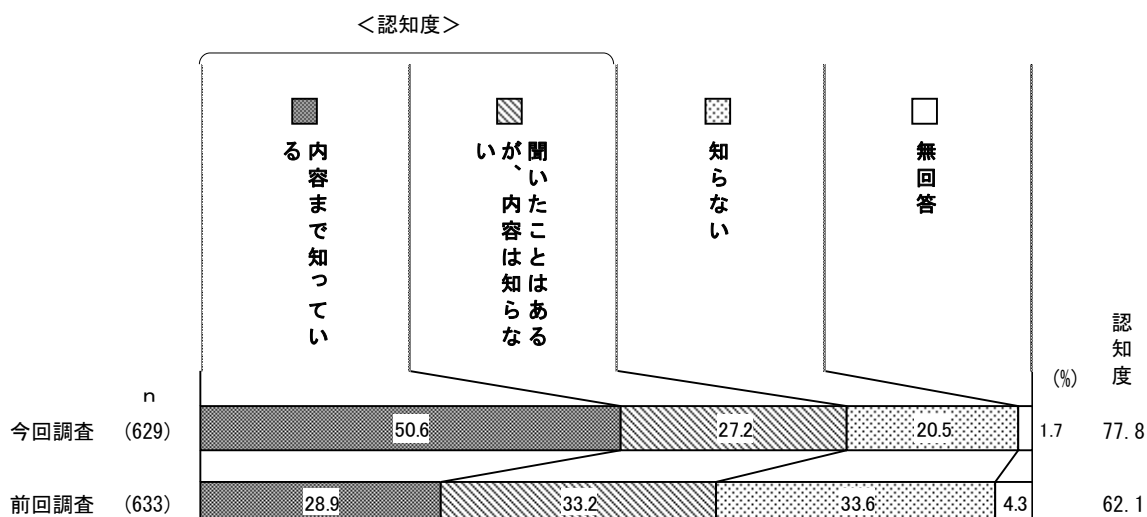 ＜認知度＞
内容まで知ってい
る
聞いたことはある
が、内容は知らな
い
知らない
無回答
(%)
認知度
n
今回調査 (629) 50.6 27.2 20.5 1.7 77.8
前回調査 (633) 28.9 33.2 33.6 4.3 62.1